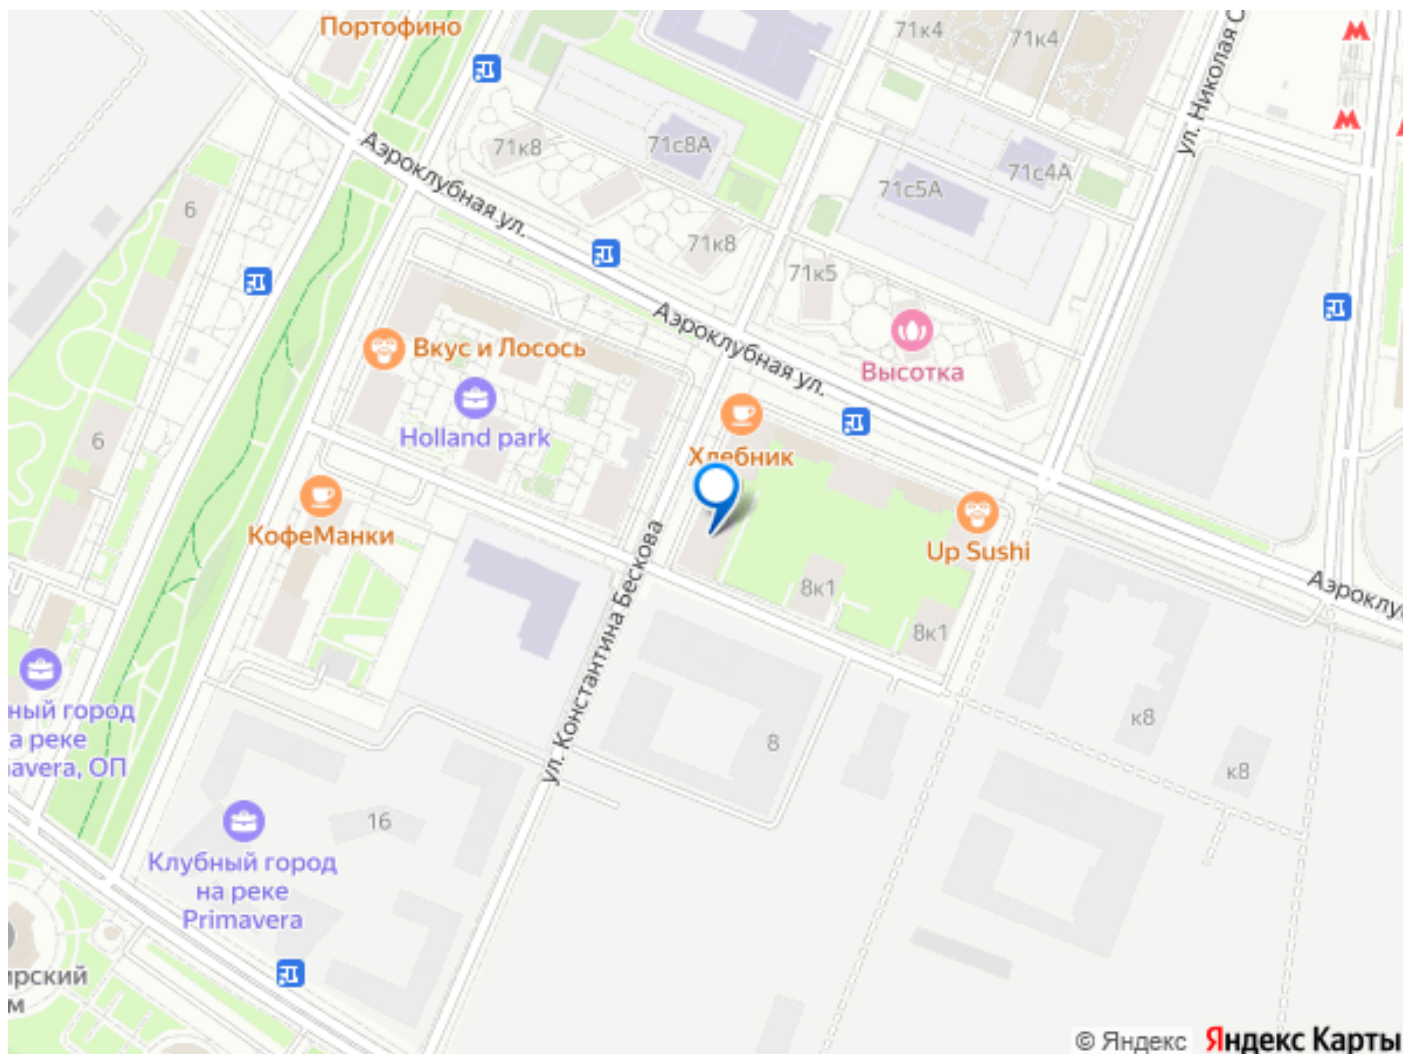 Портофино
71к4
71к4
ул. Николая С
Аэроклубная ул.
71к8
71с8А
71с4А
71с5А
6
71к8
71к5
Аэроклубная ул.
Вкус и Лосось
Высотка
Holland park
6
Хлебник
КофеМанки
Up Sushi
ул. Константина Бескова
8к1
8к1
Аэроклу
ный город
а реке
mavera, ОП
8
к8
к8
16
Клубный город
на реке
Primavera
ирский
м
© Яндекс
Яндекс Карты